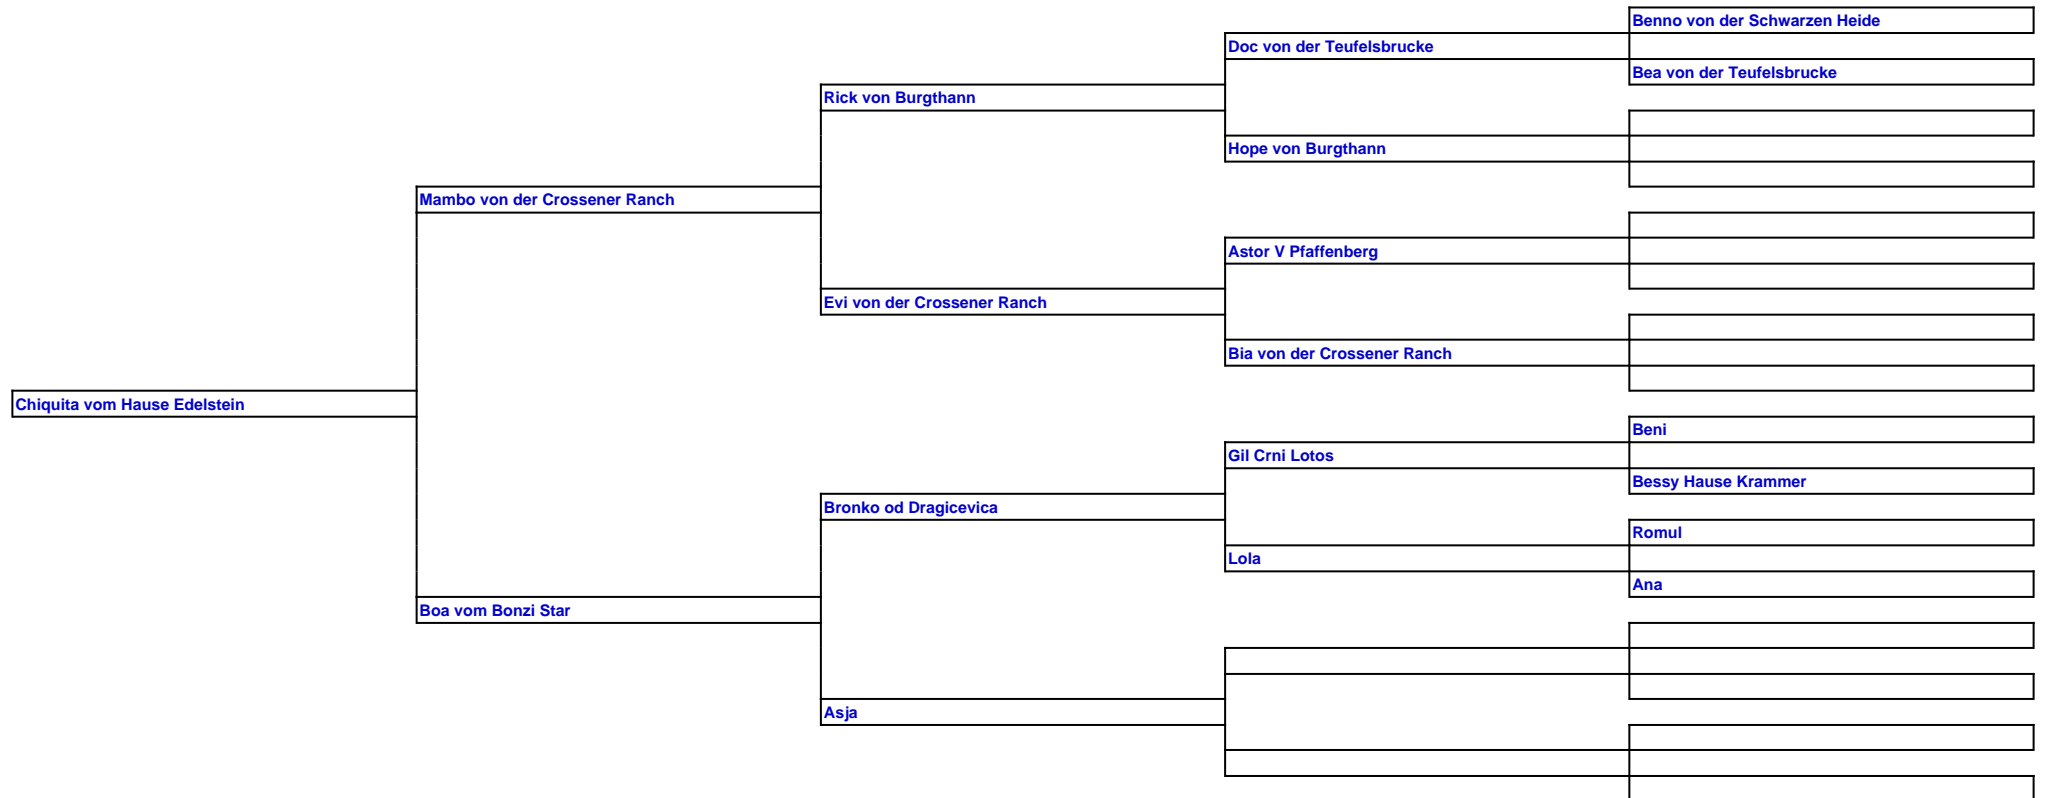 Benno von der Schwarzen Heide
Doc von der Teufelsbrucke
Bea von der Teufelsbrucke
Rick von Burgthann
Hope von Burgthann
Mambo von der Crossener Ranch
Astor V Pfaffenberg
Evi von der Crossener Ranch
Bia von der Crossener Ranch
Chiquita vom Hause Edelstein
Beni
Gil Crni Lotos
Bessy Hause Krammer
Bronko od Dragicevica
Romul
Lola
Ana
Boa vom Bonzi Star
Asja